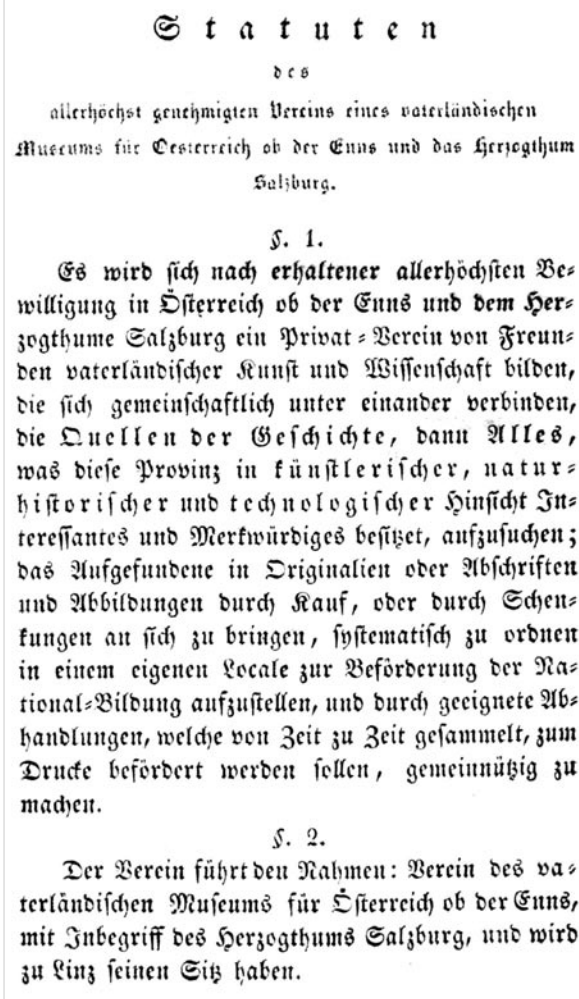 Statuten
des
allerhöchst genehmigten Vereins eines vaterländischen
Museums für Oesterreich ob der Enns und das Herzogthum
Salzburg.
§. 1.
Es wird sich nach erhaltener allerhöchsten Be-
willigung in Österreich ob der Enns und dem Her-
zogthume Salzburg ein Privat-Verein von Freun-
den vaterländischer Kunst und Wissenschaft bilden,
die sich gemeinschaftlich unter einander verbinden,
die Quellen der Geschichte, dann Alles,
was diese Provinz in künstlerischer, natur-
historischer und technologischer Hinsicht In-
teressantes und Merkwürdiges besitzet, aufzusuchen;
das Aufgefundene in Originalien oder Abschriften
und Abbildungen durch Kauf, oder durch Schen-
kungen an sich zu bringen, systematisch zu ordnen
in einem eigenen Locale zur Beförderung der Na-
tional-Bildung aufzustellen, und durch geeignete Ab-
handlungen, welche von Zeit zu Zeit gesammelt, zum
Drucke befördert werden sollen, gemeinnützig zu
machen.
§. 2.
Der Verein führt den Nahmen: Verein des va-
terländischen Museums für Österreich ob der Enns,
mit Inbegriff des Herzogthums Salzburg, und wird
zu Linz seinen Sitz haben.